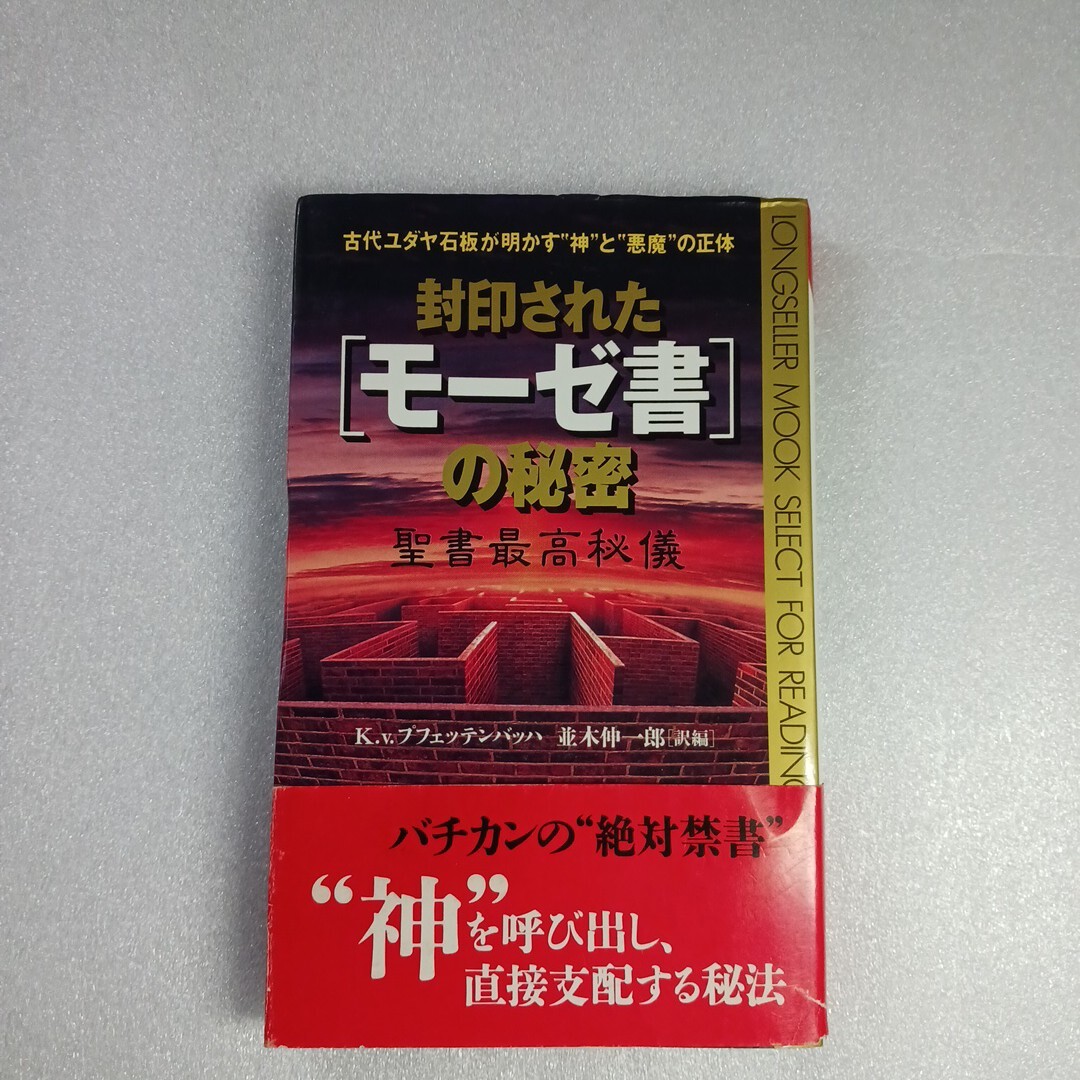 古代ユダヤ石板が明かす“神”と“悪魔”の正体
封印された
[モーゼ書]
の秘密
聖書最高秘儀
K.v.プフェッテンバッハ 並木伸一郎[訳編]
LONGSELLER MOOK SELECT FOR READING
バチカンの“絶対禁書”
“神”を呼び出し、
直接支配する秘法